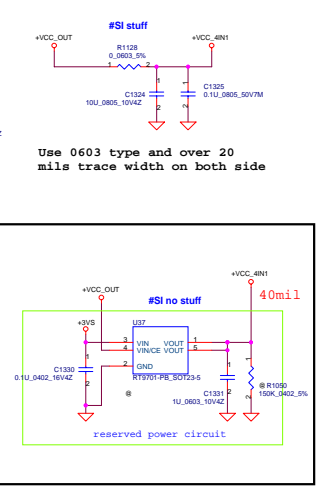 #SI stuff
+VCC_OUT
+VCC_4IN1
R1128
0_0603_5%
1 2
C1324
10U_0805_10V4Z
1
2
C1325
0.1U_0805_50V7M
1
2
Use 0603 type and over 20
mils trace width on both side
+VCC_OUT
+VCC_4IN1
#SI no stuff
40mil
+3VS
U37
3 VIN VOUT 1
4 VIN/CE VOUT 5
2 GND
RT9701-PB_SOT23-5
C1330
0.1U_0402_16V4Z
1
2
@
C1331
1U_0603_10V4Z
1
2
@ R1050
150K_0402_5%
1
2
reserved power circuit